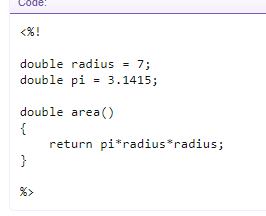 Code:
<%!
double radius = 7;
double pi = 3.1415;
double area()
{
    return pi*radius*radius;
}
%>